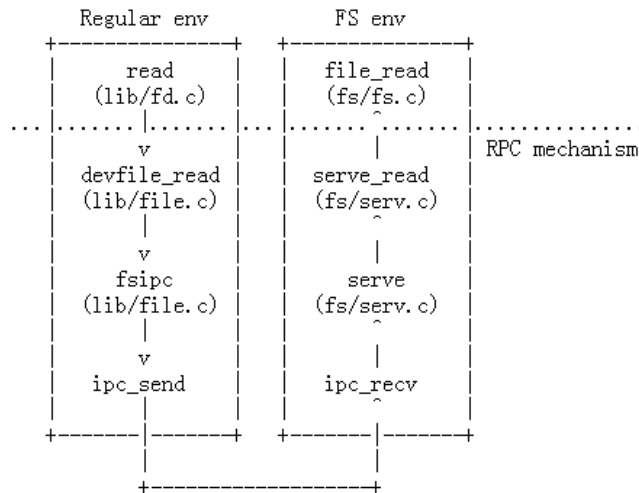 Regular env FS env
read file_read
(lib/fd.c) (fs/fs.c)
RPC mechanism
devfile_read serve_read
(lib/file.c) (fs/serv.c)
fsipc serve
(lib/file.c) (fs/serv.c)
ipc_send ipc_recv